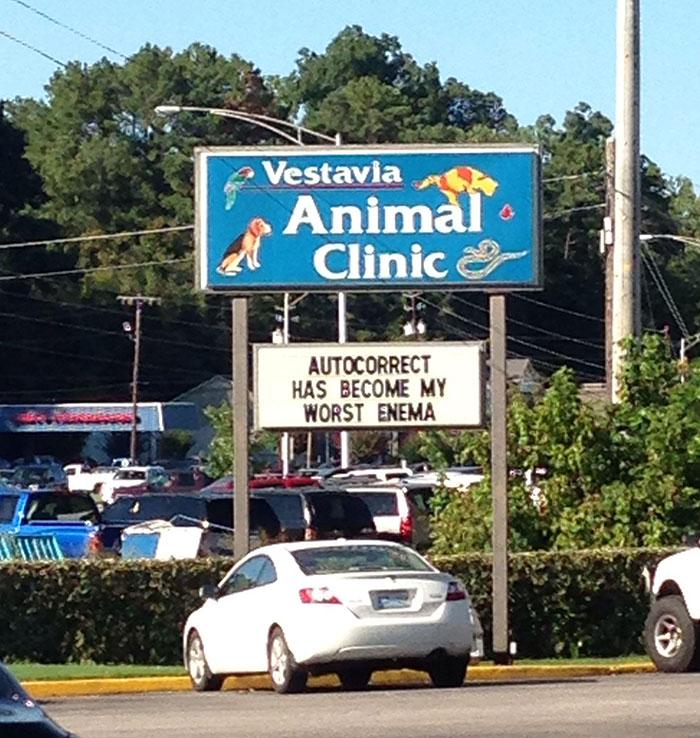 Vestavia
Animal
Clinic
AUTOCORRECT
HAS BECOME MY
WORST ENEMA